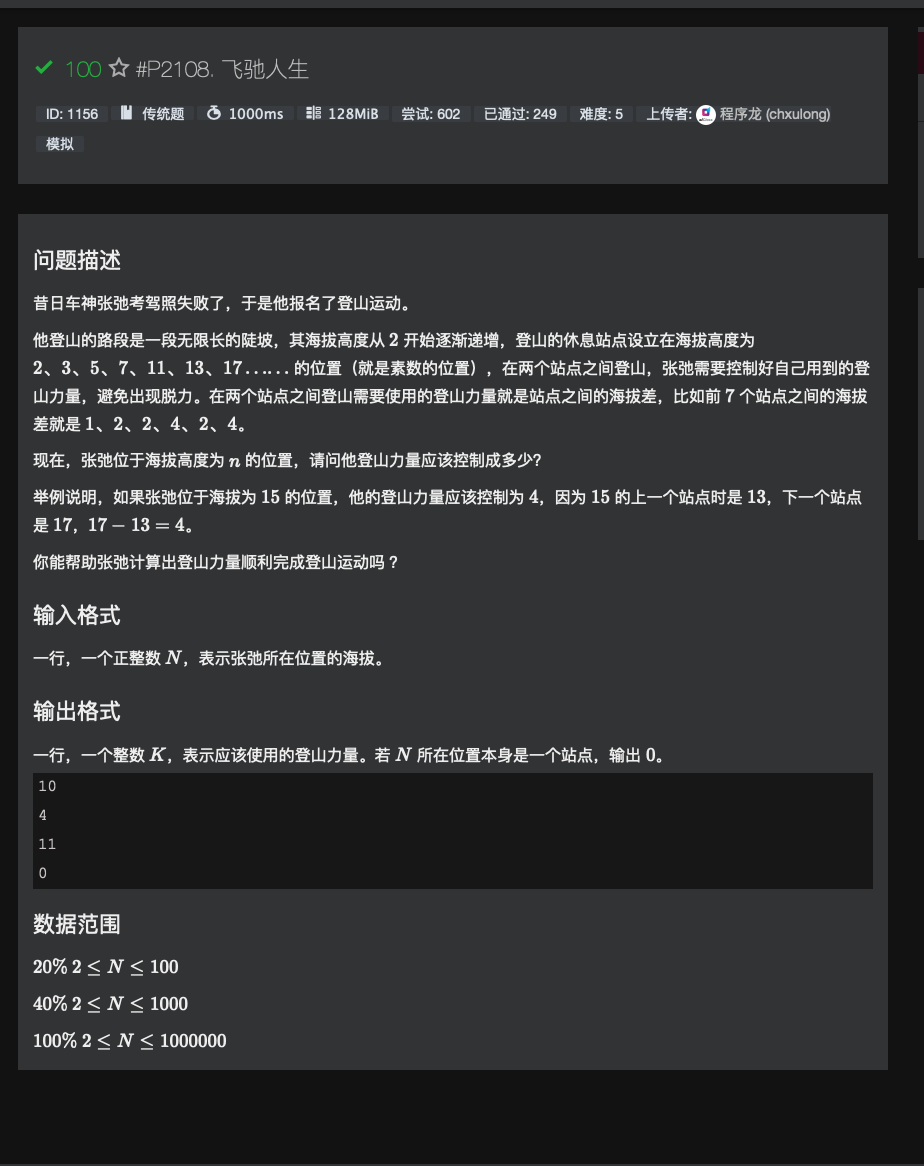 100 #P2108. 飞驰人生
ID: 1156 传统题 1000ms 128MiB 尝试: 602 已通过: 249 难度: 5 上传者: 程序龙 (chxulong)
模拟
问题描述
昔日车神张弛考驾照失败了，于是他报名了登山运动。
他登山的路段是一段无限长的陡坡，其海拔高度从 2 开始逐渐递增，登山的休息站点设立在海拔高度为
2、3、5、7、11、13、17…… 的位置（就是素数的位置），在两个站点之间登山，张弛需要控制好自己用到的登
山力量，避免出现脱力。在两个站点之间登山需要使用的登山力量就是站点之间的海拔差，比如前 7 个站点之间的海拔
差就是 1、2、2、4、2、4。
现在，张弛位于海拔高度为 n 的位置，请问他登山力量应该控制成多少？
举例说明，如果张弛位于海拔为 15 的位置，他的登山力量应该控制为 4，因为 15 的上一个站点时是 13，下一个站点
是 17，17 − 13 = 4。
你能帮助张弛计算出登山力量顺利完成登山运动吗？
输入格式
一行，一个正整数 N，表示张弛所在位置的海拔。
输出格式
一行，一个整数 K，表示应该使用的登山力量。若 N 所在位置本身是一个站点，输出 0。
10
4
11
0
数据范围
20% 2 ≤ N ≤ 100
40% 2 ≤ N ≤ 1000
100% 2 ≤ N ≤ 1000000